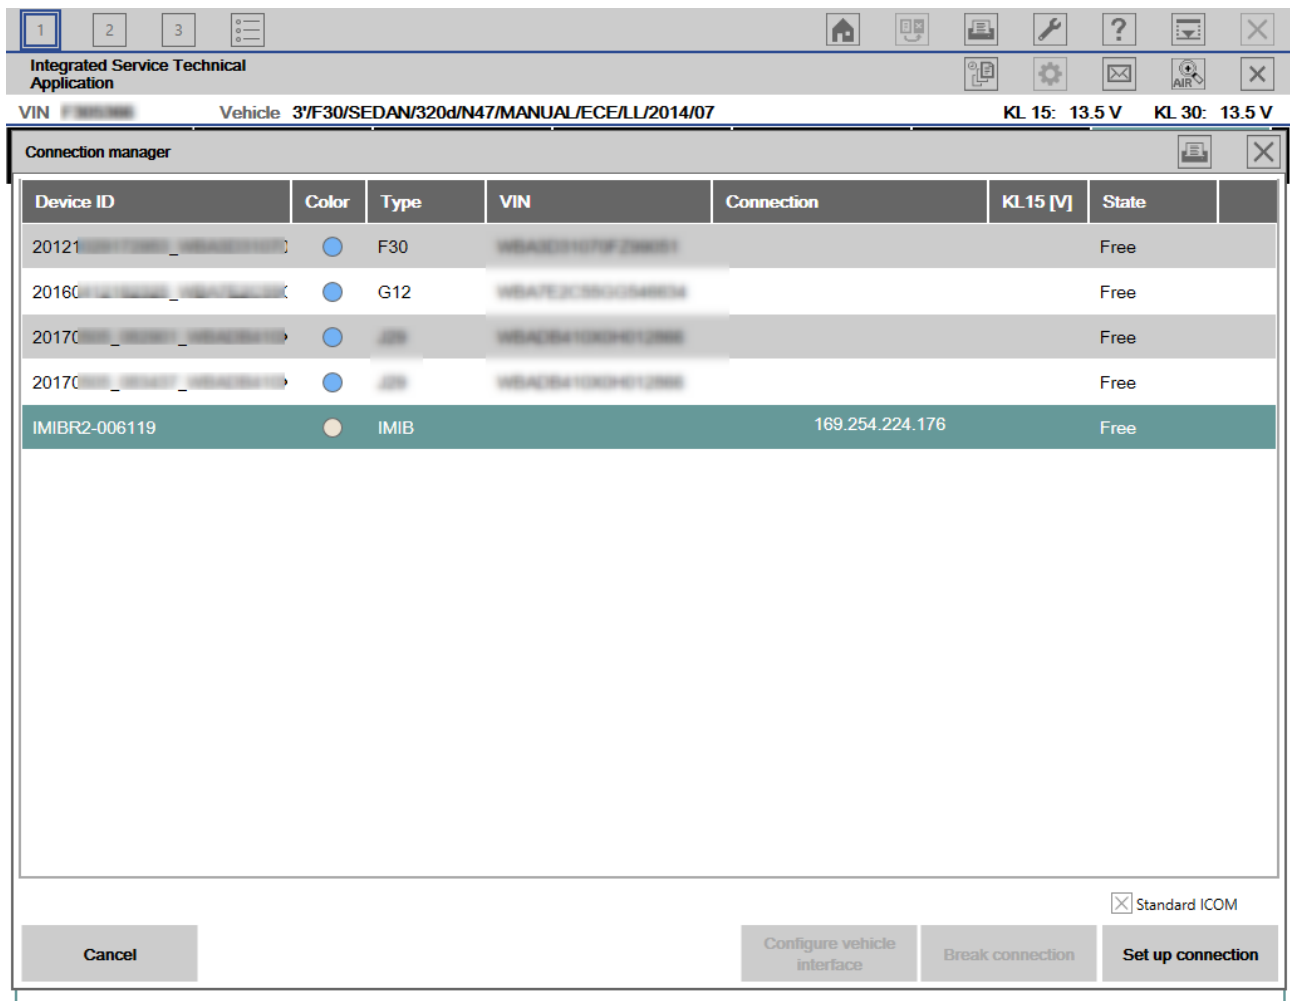 1 2 3
?
Integrated Service Technical
Application
AIR
VIN Vehicle 3'/F30/SEDAN/320d/N47/MANUAL/ECE/LL/2014/07 KL 15: 13.5 V KL 30: 13.5 V
Connection manager
Device ID Color Type VIN Connection KL15 [V] State
20121 F30 Free
20160 G12 Free
20170 Free
20170 Free
IMIBR2-006119 IMIB 169.254.224.176 Free
Standard ICOM
Cancel Configure vehicle interface Break connection Set up connection